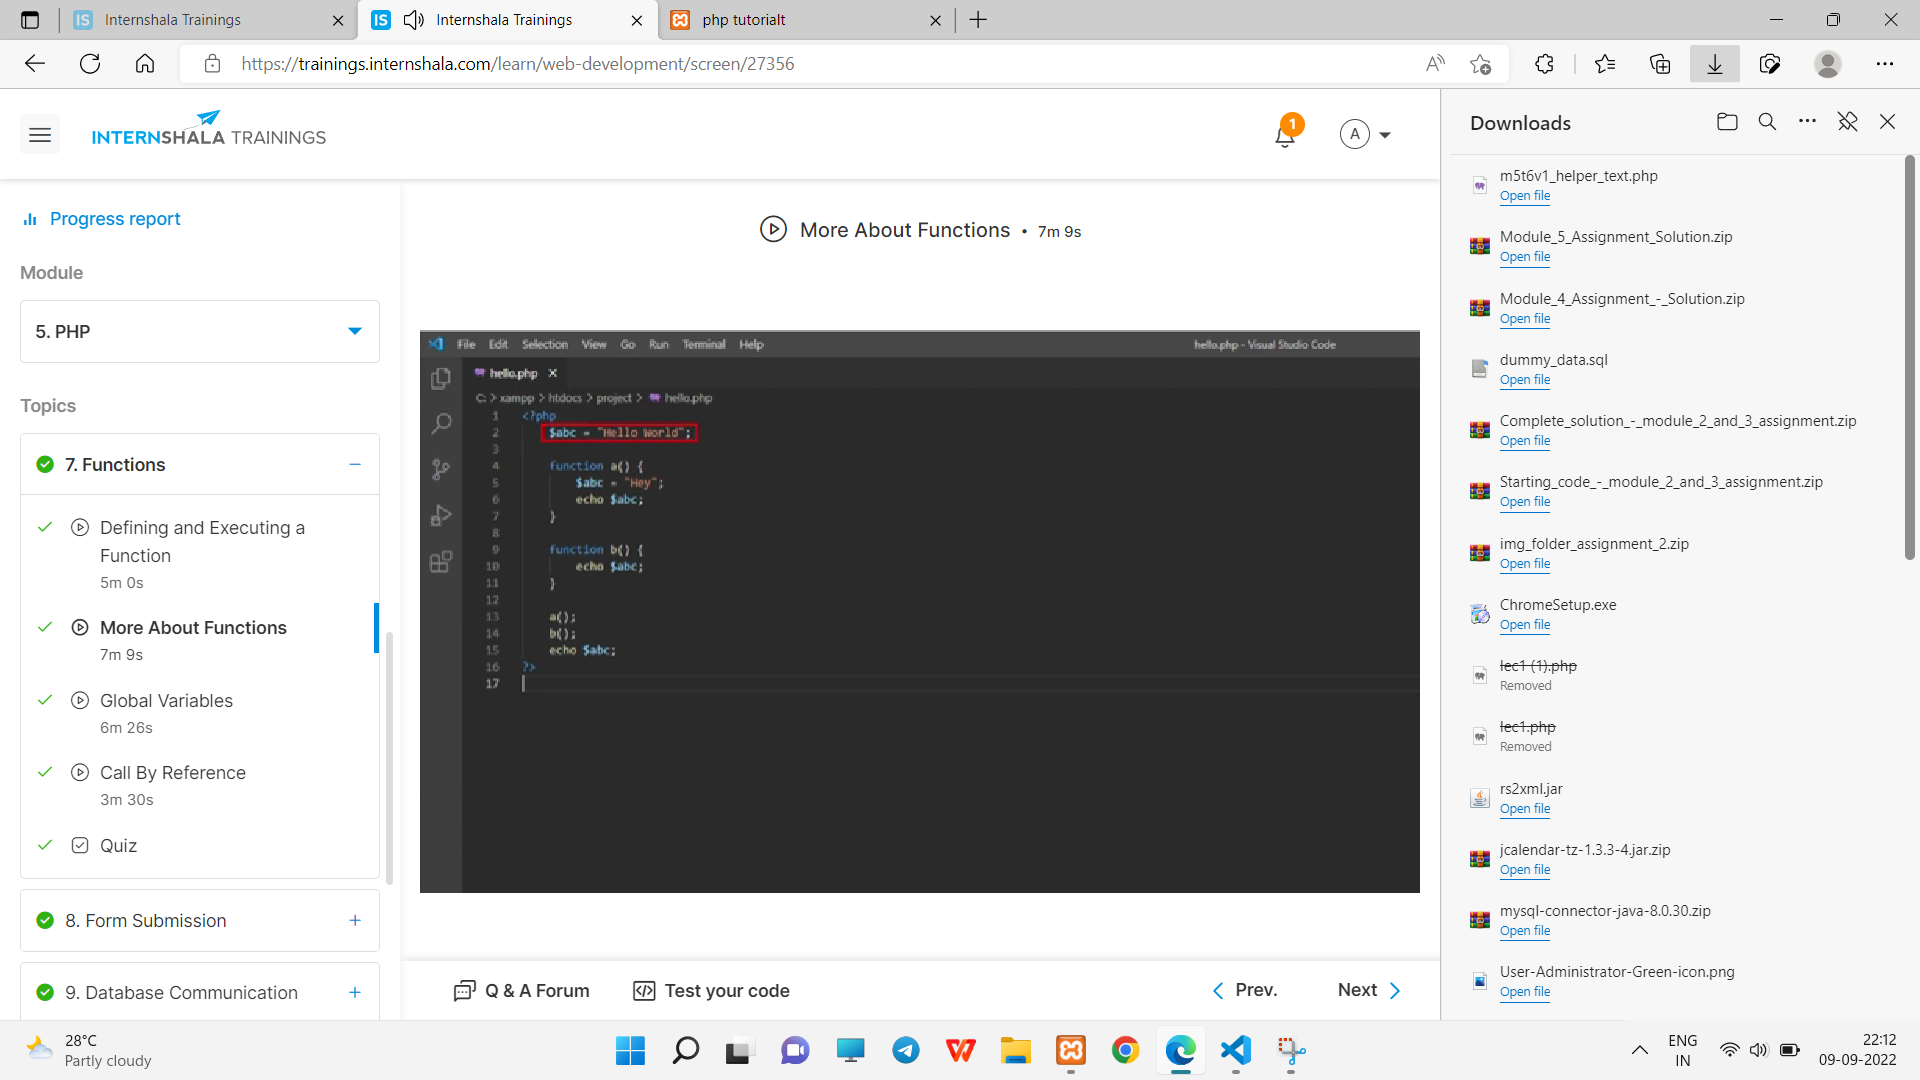 Internshala Trainings
IS Internshala Trainings
php tutorialt
https://trainings.internshala.com/learn/web-development/screen/27356
INTERNSHALA TRAININGS
1
A
Progress report
Module
5. PHP
Topics
7. Functions
Defining and Executing a
Function
5m 0s
More About Functions
7m 9s
Global Variables
6m 26s
Call By Reference
3m 30s
Quiz
8. Form Submission
9. Database Communication
More About Functions • 7m 9s
File Edit Selection View Go Run Terminal Help
hello.php - Visual Studio Code
hello.php
C: > xampp > htdocs > project > hello.php
1 <?php
2 $abc = "Hello World";
3
4 function a() {
5 $abc = "Hey";
6 echo $abc;
7 }
8
9 function b() {
10 echo $abc;
11 }
12
13 a();
14 b();
15 echo $abc;
16 ?>
17
Q & A Forum
Test your code
Prev.
Next
Downloads
m5t6v1_helper_text.php
Open file
Module_5_Assignment_Solution.zip
Open file
Module_4_Assignment_-_Solution.zip
Open file
dummy_data.sql
Open file
Complete_solution_-_module_2_and_3_assignment.zip
Open file
Starting_code_-_module_2_and_3_assignment.zip
Open file
img_folder_assignment_2.zip
Open file
ChromeSetup.exe
Open file
lec1 (1).php
Removed
lec1.php
Removed
rs2xml.jar
Open file
jcalendar-tz-1.3.3-4.jar.zip
Open file
mysql-connector-java-8.0.30.zip
Open file
User-Administrator-Green-icon.png
Open file
28°C
Partly cloudy
ENG
IN
22:12
09-09-2022